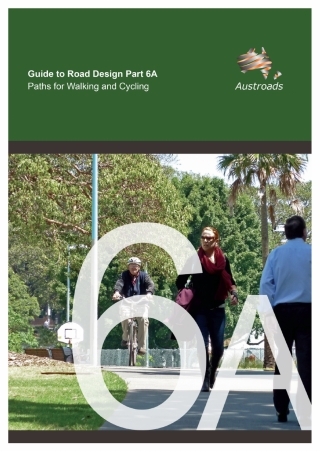 Guide to Road Design Part 6A
Paths for Walking and Cycling
Austroads
6A